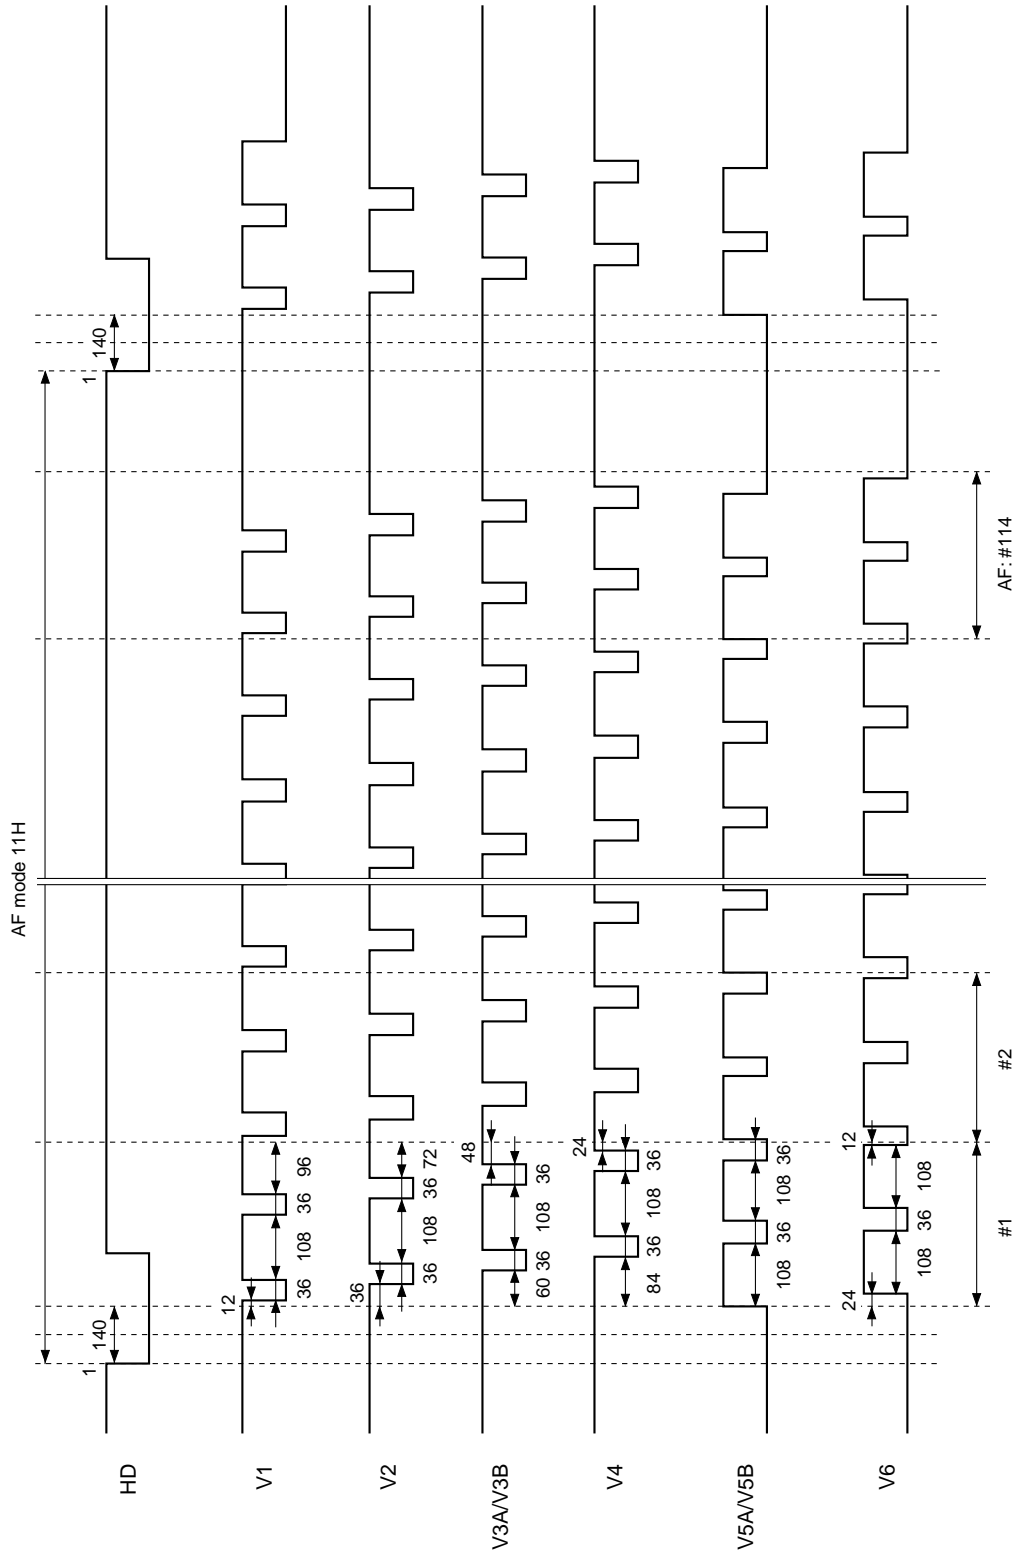 AF mode 11H
1 1
140 140
HD
12
V1
36 108 36 96
36
V2
36 108 36 72
48
V3A/V3B
60 36 108 36
24
V4
84 36 108 36
V5A/V5B
108 36 108 36
24 12
V6
108 36 108
#1 #2 AF: #114